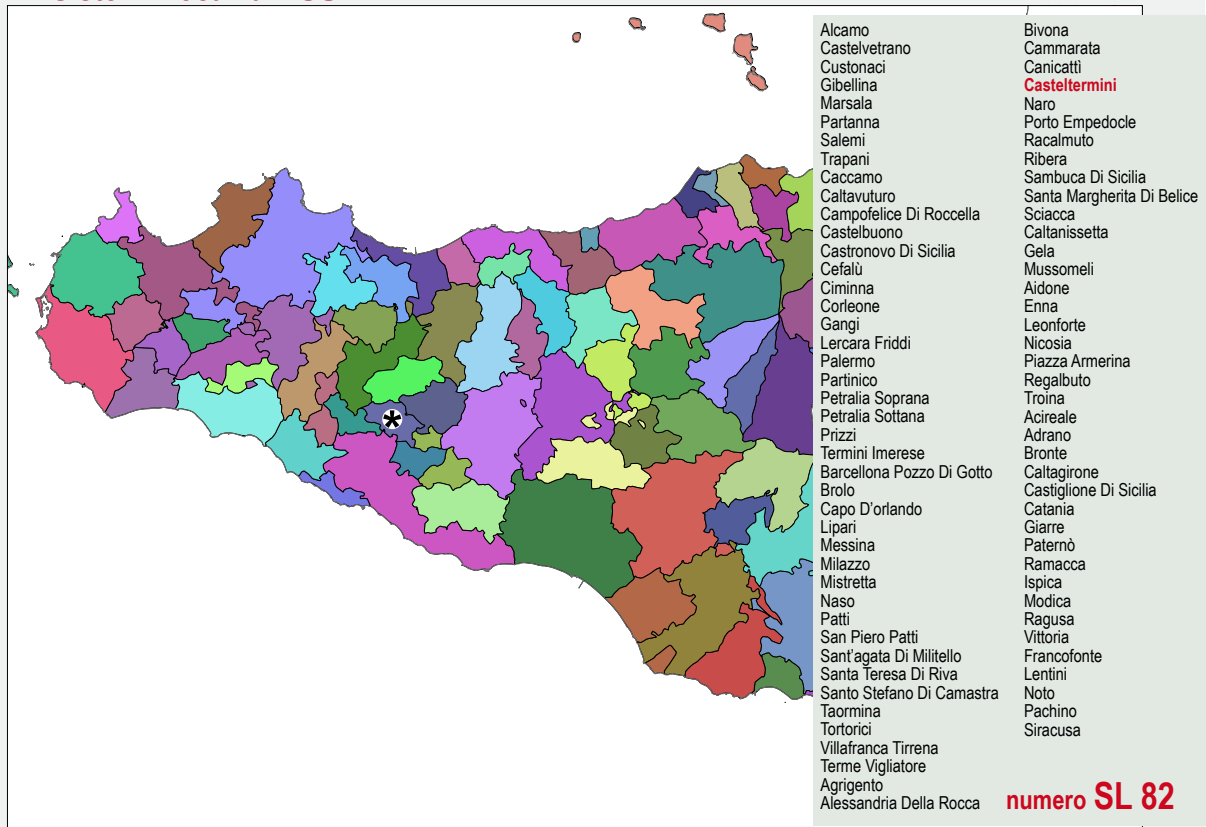 Alcamo
Castelvetrano
Custonaci
Gibellina
Marsala
Partanna
Salemi
Trapani
Caccamo
Caltavuturo
Campofelice Di Roccella
Castelbuono
Castronovo Di Sicilia
Cefalù
Ciminna
Corleone
Gangi
Lercara Friddi
Palermo
Partinico
Petralia Soprana
Petralia Sottana
Prizzi
Termini Imerese
Barcellona Pozzo Di Gotto
Brolo
Capo D'orlando
Lipari
Messina
Milazzo
Mistretta
Naso
Patti
San Piero Patti
Sant'agata Di Militello
Santa Teresa Di Riva
Santo Stefano Di Camastra
Taormina
Tortorici
Villafranca Tirrena
Terme Vigliatore
Agrigento
Alessandria Della Rocca
Bivona
Cammarata
Canicattì
Casteltermini
Naro
Porto Empedocle
Racalmuto
Ribera
Sambuca Di Sicilia
Santa Margherita Di Belice
Sciacca
Caltanissetta
Gela
Mussomeli
Aidone
Enna
Leonforte
Nicosia
Piazza Armerina
Regalbuto
Troina
Acireale
Adrano
Bronte
Caltagirone
Castiglione Di Sicilia
Catania
Giarre
Paternò
Ramacca
Ispica
Modica
Ragusa
Vittoria
Francofonte
Lentini
Noto
Pachino
Siracusa
numero SL 82
*